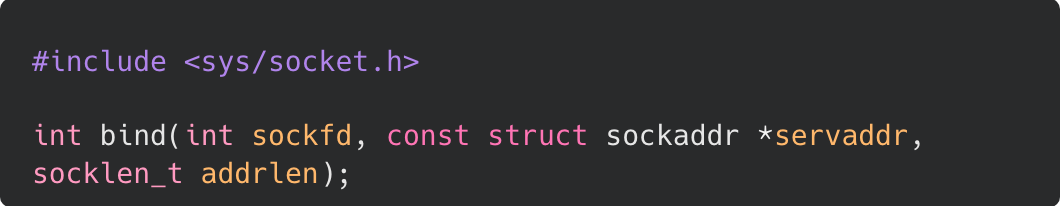 #include <sys/socket.h>
int bind(int sockfd, const struct sockaddr *servaddr,
socklen_t addrlen);